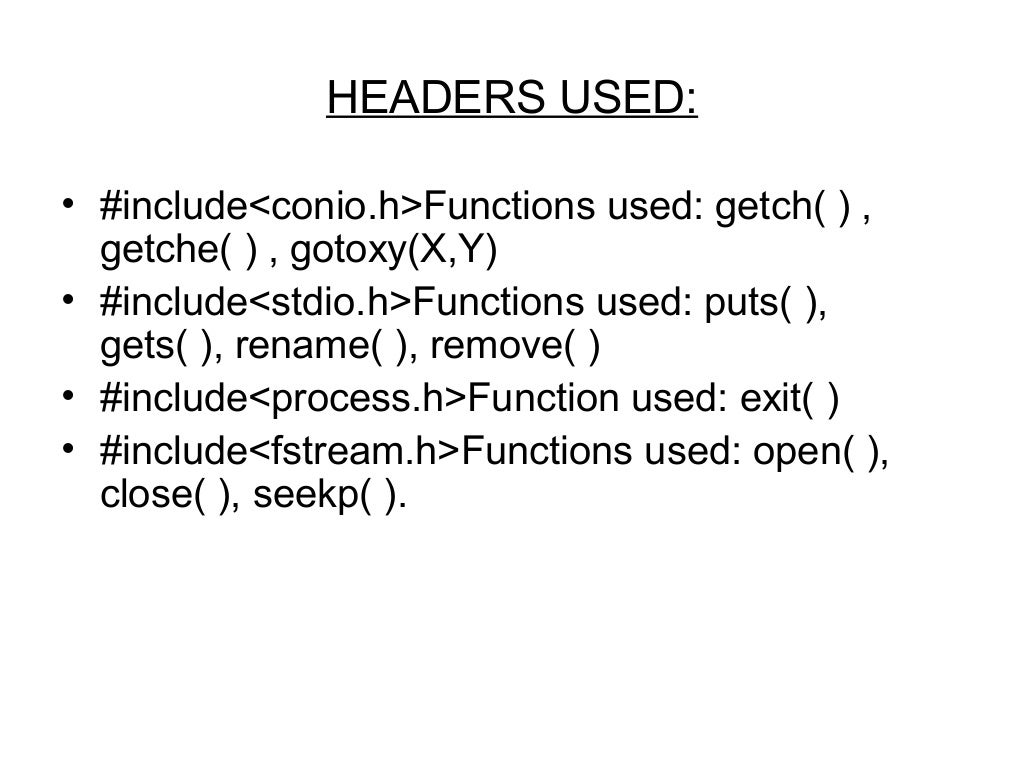 HEADERS USED:
• #include<conio.h>Functions used: getch( ) ,
getche( ) , gotoxy(X,Y)
• #include<stdio.h>Functions used: puts( ),
gets( ), rename( ), remove( )
• #include<process.h>Function used: exit( )
• #include<fstream.h>Functions used: open( ),
close( ), seekp( ).